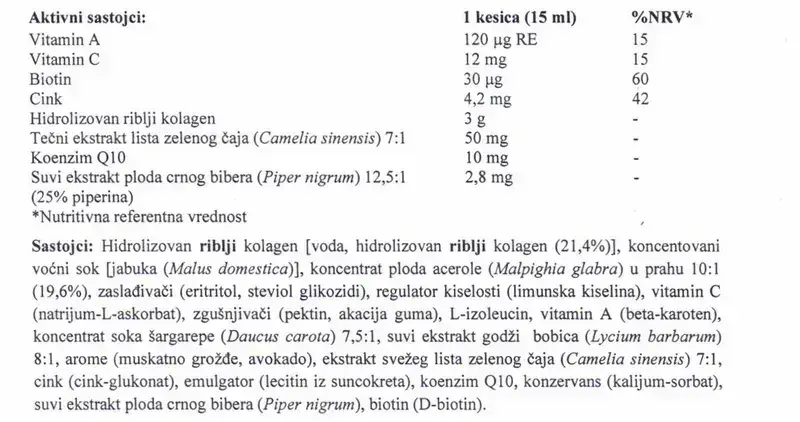 Aktivni sastojci: 1 kesica (15 ml) %NRV*
Vitamin A 120 µg RE 15
Vitamin C 12 mg 15
Biotin 30 µg 60
Cink 4,2 mg 42
Hidrolizovan riblji kolagen 3 g -
Tečni ekstrakt lista zelenog čaja (Camelia sinensis) 7:1 50 mg -
Koenzim Q10 10 mg -
Suvi ekstrakt ploda crnog bibera (Piper nigrum) 12,5:1 2,8 mg -
(25% piperina)
*Nutritivna referentna vrednost
Sastojci: Hidrolizovan riblji kolagen [voda, hidrolizovan riblji kolagen (21,4%)], koncentovani
voćni sok [jabuka (Malus domestica)], koncentrat ploda acerole (Malpighia glabra) u prahu 10:1
(19,6%), zaslađivači (eritritol, steviol glikozidi), regulator kiselosti (limunska kiselina), vitamin C
(natrijum-L-askorbat), zgušnjivači (pektin, akacija guma), L-izoleucin, vitamin A (beta-karoten),
koncentrat soka šargarepe (Daucus carota) 7,5:1, suvi ekstrakt godži bobica (Lycium barbarum)
8:1, arome (muskatno grožđe, avokado), ekstrakt svežeg lista zelenog čaja (Camelia sinensis) 7:1,
cink (cink-glukonat), emulgator (lecitin iz suncokreta), koenzim Q10, konzervans (kalijum-sorbat),
suvi ekstrakt ploda crnog bibera (Piper nigrum), biotin (D-biotin).